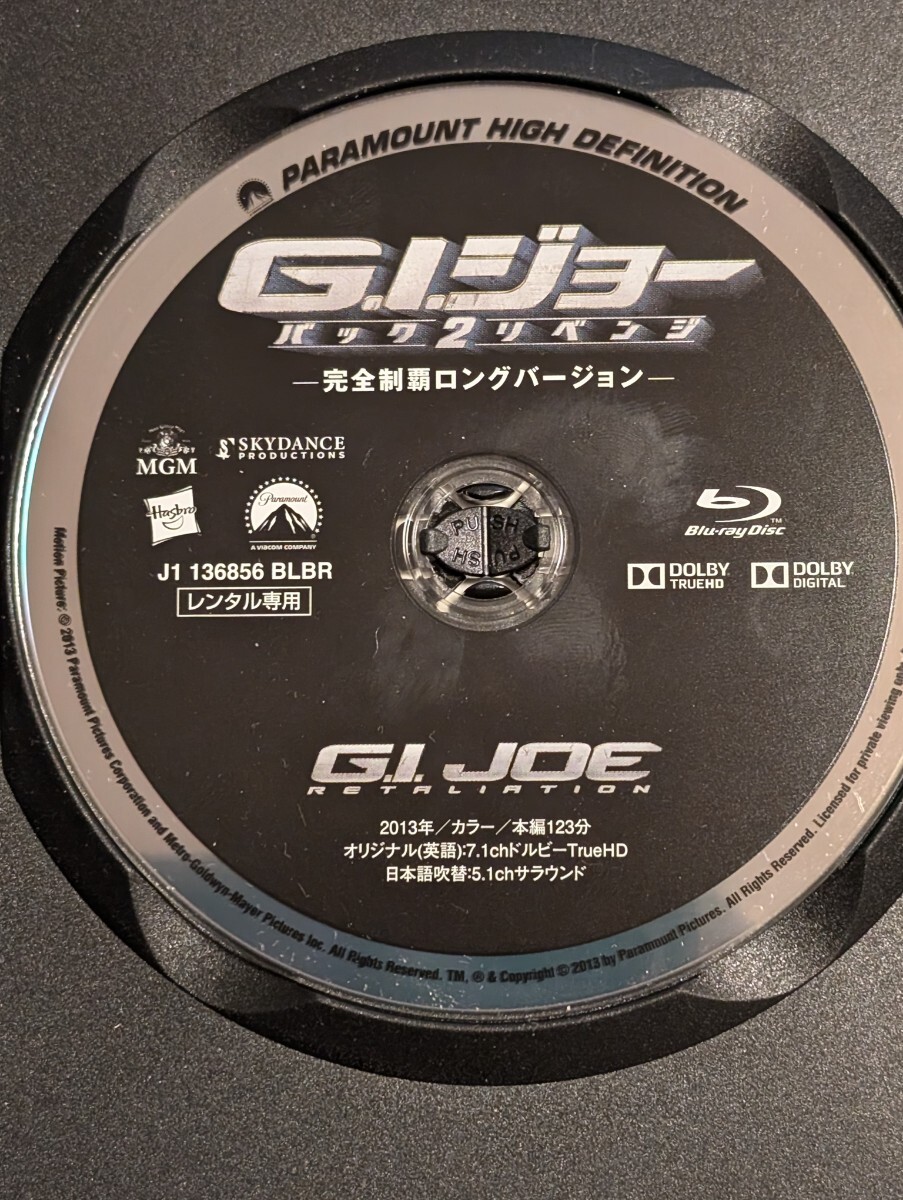 PARAMOUNT HIGH DEFINITION
G.I.ジョー
バック2リベンジ
―完全制覇ロングバージョン―
MGM
SKYDANCE
PRODUCTIONS
Hasbro
Paramount
A VIACOM COMPANY
J1 136856 BLBR
レンタル専用
PUSH
PUSH
Blu-ray Disc
TM
DOLBY
TRUEHD
DOLBY
DIGITAL
G.I. JOE
RETALIATION
2013年/カラー/本編123分
オリジナル(英語):7.1chドルビーTrueHD
日本語吹替:5.1chサラウンド
Motion Picture: © 2013 Paramount Pictures Corporation and Metro-Goldwyn-Mayer Pictures Inc. All Rights Reserved. TM, ® & Copyright © 2013 by Paramount Pictures. All Rights Reserved. Licensed for private viewing only.